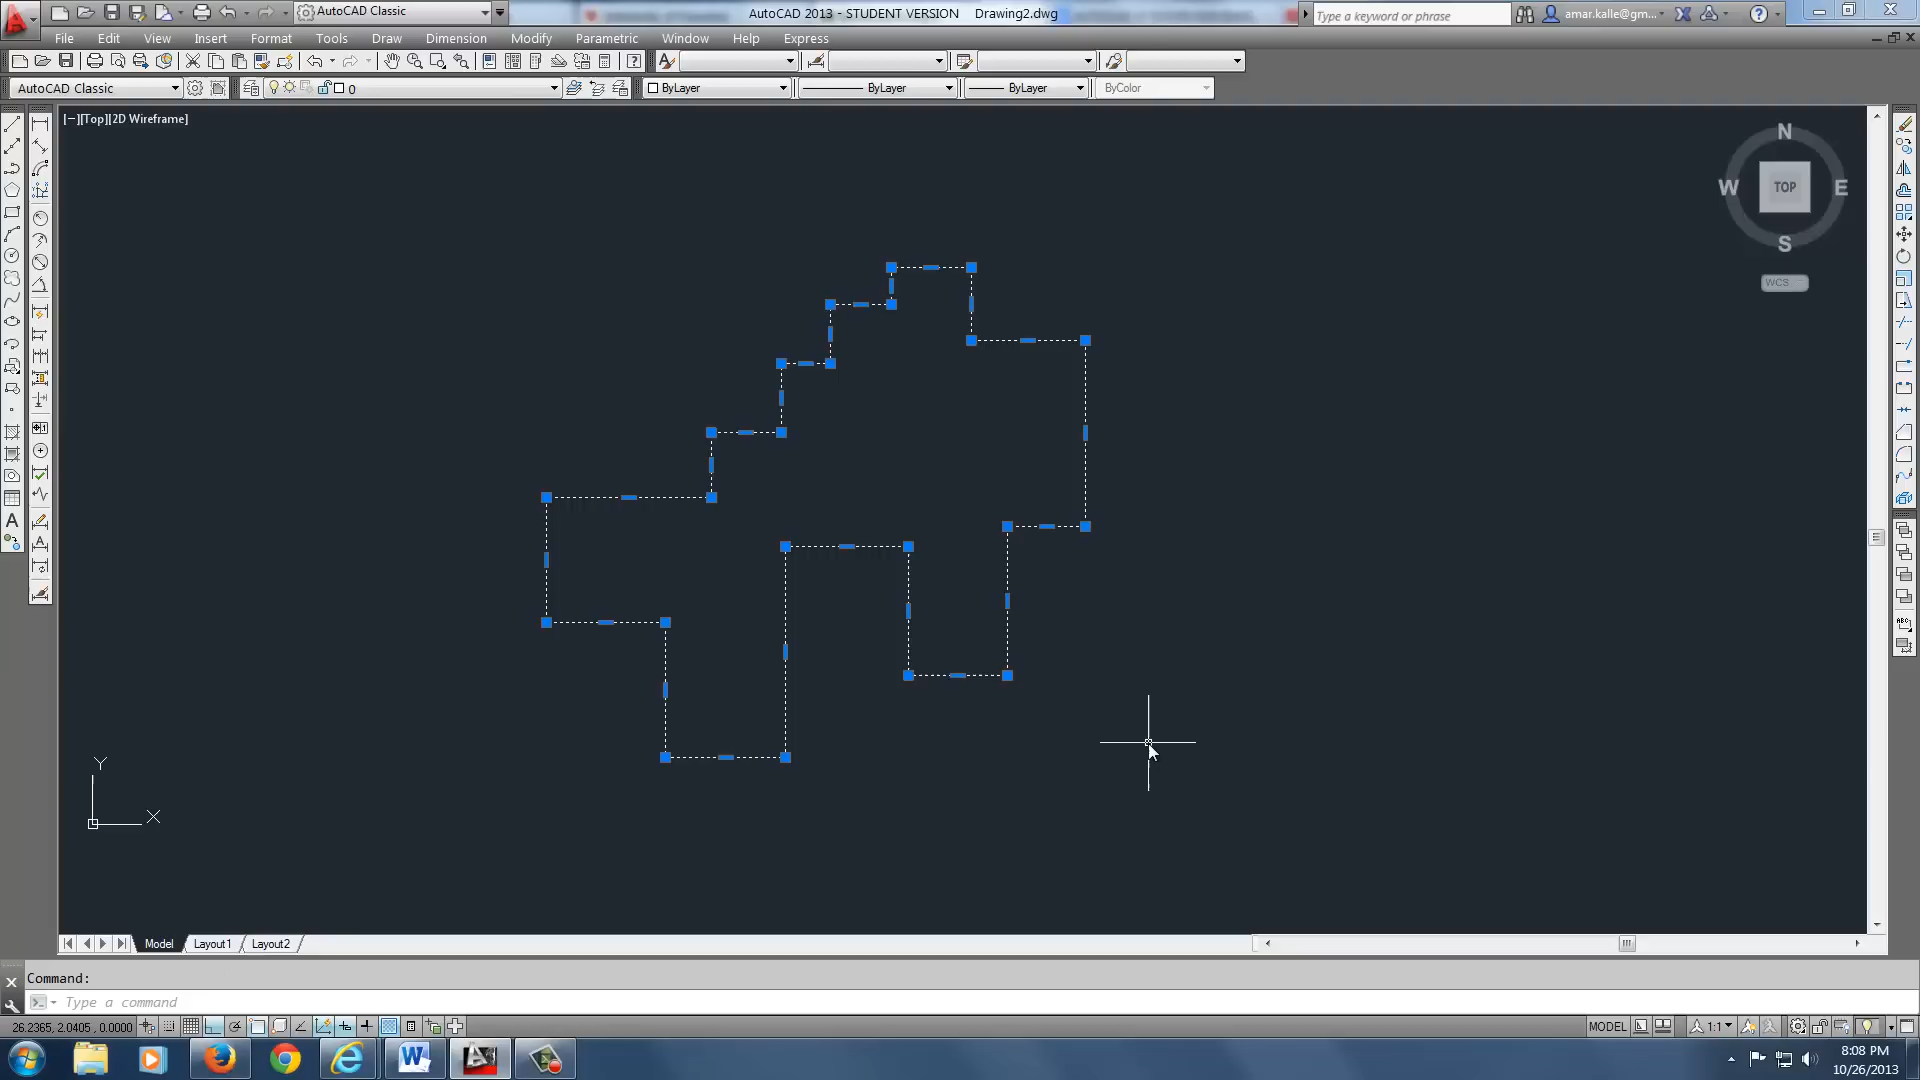 AutoCAD Classic
AutoCAD 2013 - STUDENT VERSION Drawing2.dwg
Type a keyword or phrase
amar.kalle@gm...
File Edit View Insert Format Tools Draw Dimension Modify Parametric Window Help Express
AutoCAD Classic
0
ByLayer
ByLayer
ByLayer
ByColor
[−][Top][2D Wireframe]
N
W TOP E
S
WCS
A
ABC
Y
X
Model Layout1 Layout2
Command:
Type a command
26.2365, 2.0405 , 0.0000
MODEL
1:1
8:08 PM
10/26/2013